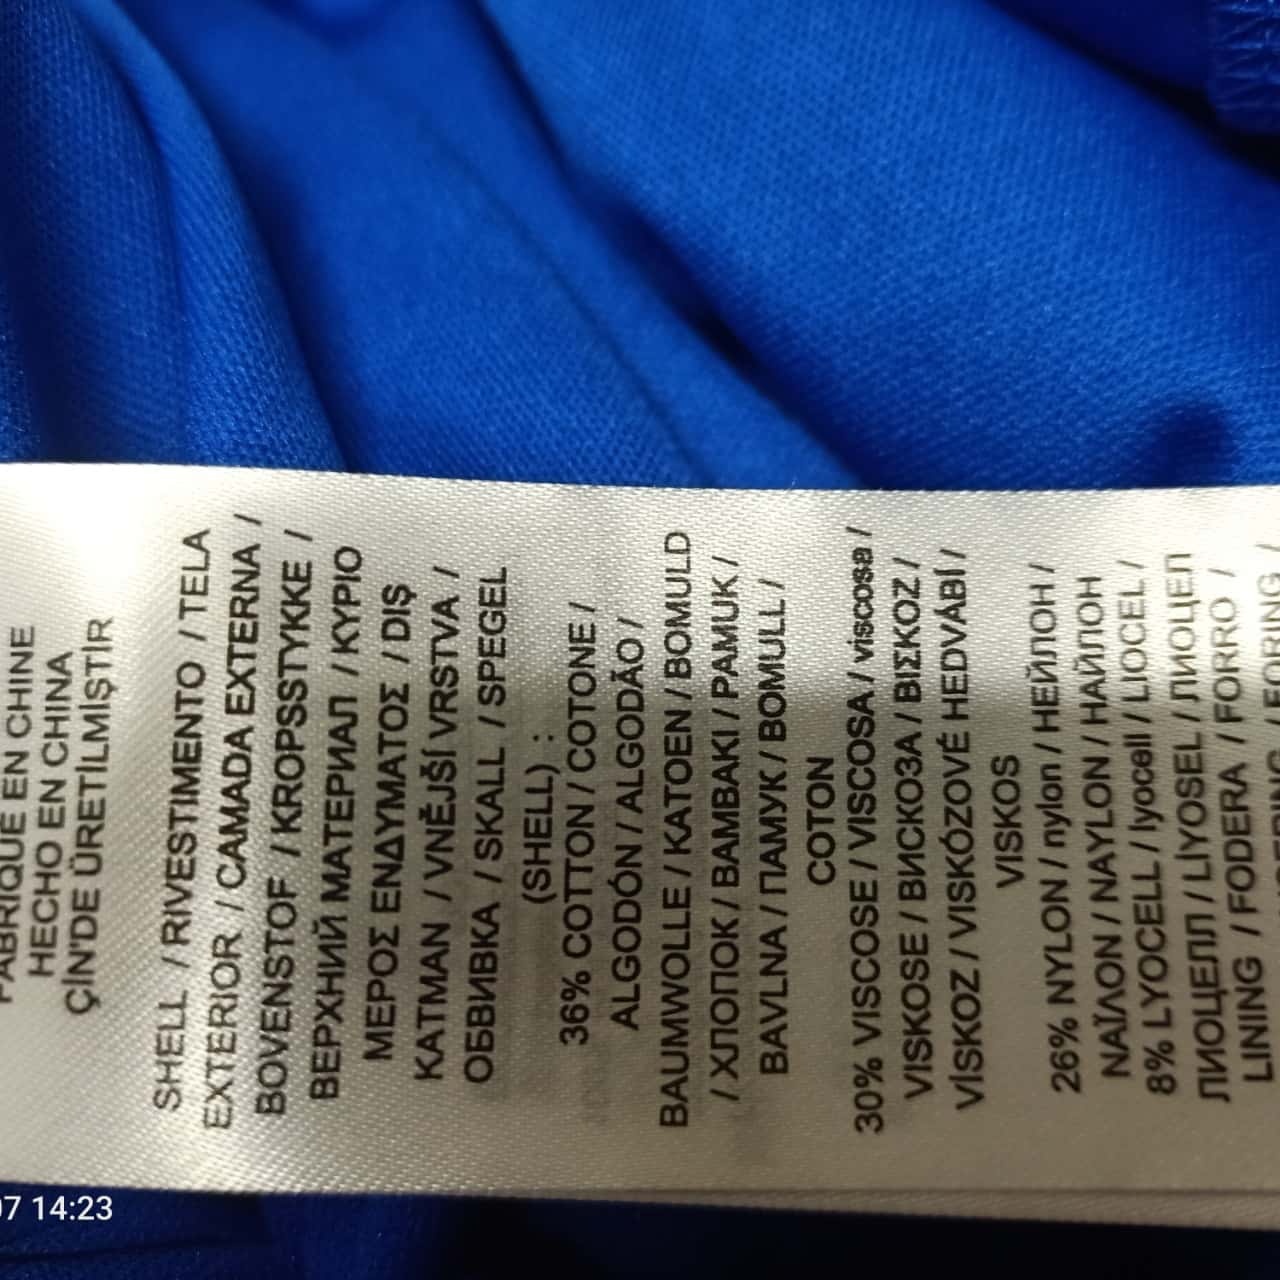 FABRIQUÉ EN CHINE
HECHO EN CHINA
ÇİN'DE ÜRETİLMİŞTİR
SHELL / RIVESTIMENTO / TELA
EXTERIOR / CAMADA EXTERNA /
BOVENSTOF / KROPSSTYKKE /
ВЕРХНИЙ МАТЕРИАЛ / ΚΥΡΙΟ
ΜΕΡΟΣ ΕΝΔΥΜΑΤΟΣ / DIŞ
KATMAN / VNĚJŠÍ VRSTVA /
ОБВИВКА / SKALL / SPEGEL
(SHELL) :
36% COTTON / COTONE /
ALGODÓN / ALGODÃO /
BAUMWOLLE / KATOEN / BOMULD
/ ХЛОПОК / ΒΑΜΒΑΚΙ / PAMUK /
BAVLNA / ПАМУК / BOMULL /
COTON
30% VISCOSE / VISCOSA / viscosa /
VISKOSE / ВИСКОЗА / ΒΙΣΚΟΖ /
VİSKOZ / VISKÓZOVÉ HEDVÁBÍ /
VISKOS
26% NYLON / nylon / НЕЙЛОН /
ΝΑΪΛΟΝ / NAYLON / НАЙЛОН
8% LYOCELL / lyocell / LIOCEL /
ЛИОЦЕЛЛ / LİYOSEL / ЛИОЦЕЛ
LINING / FODERA / FORRO /
FORING /
07 14:23